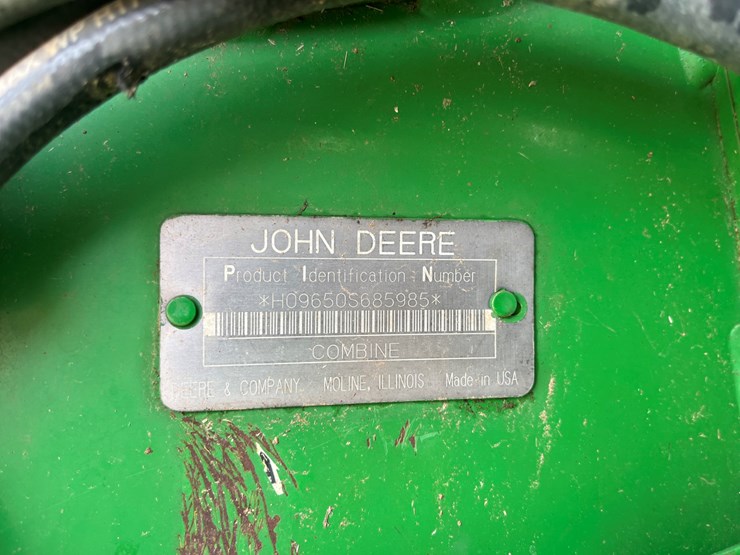 JOHN DEERE
Product Identification Number
*H09650S685985*
COMBINE
DEERE & COMPANY MOLINE, ILLINOIS Made in USA